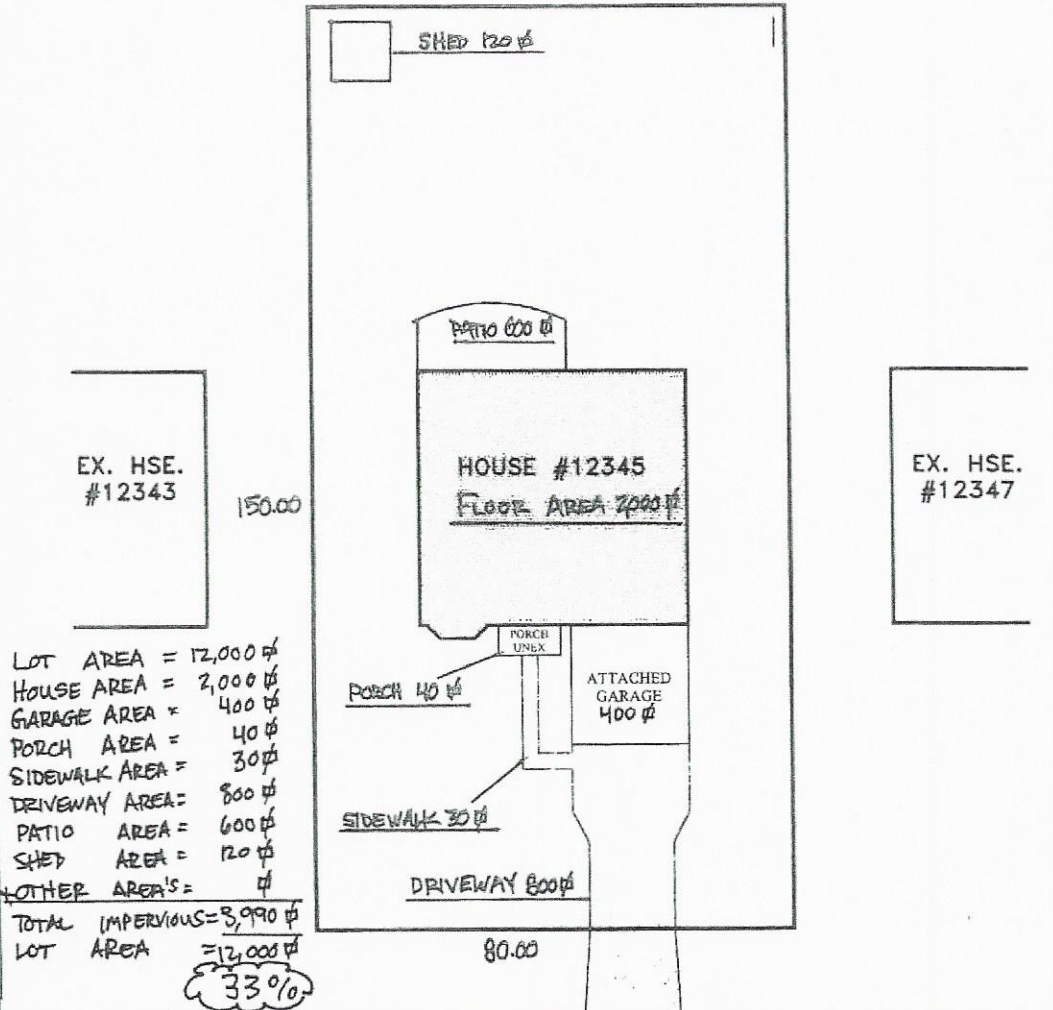 SHED 120 ⏍
PATIO 600 ⏍
EX. HSE.
#12343
150.00
HOUSE #12345
FLOOR AREA 2000 ⏍
EX. HSE.
#12347
PORCH
UNEX
PORCH 40 ⏍
ATTACHED
GARAGE
400 ⏍
SIDEWALK 30 ⏍
DRIVEWAY 800 ⏍
80.00
LOT AREA = 12,000 ⏍
HOUSE AREA = 2,000 ⏍
GARAGE AREA = 400 ⏍
PORCH AREA = 40 ⏍
SIDEWALK AREA = 30 ⏍
DRIVEWAY AREA = 800 ⏍
PATIO AREA = 600 ⏍
SHED AREA = 120 ⏍
+OTHER AREA'S = ⏍
TOTAL IMPERVIOUS = 3,990 ⏍
LOT AREA = 12,000 ⏍
33%